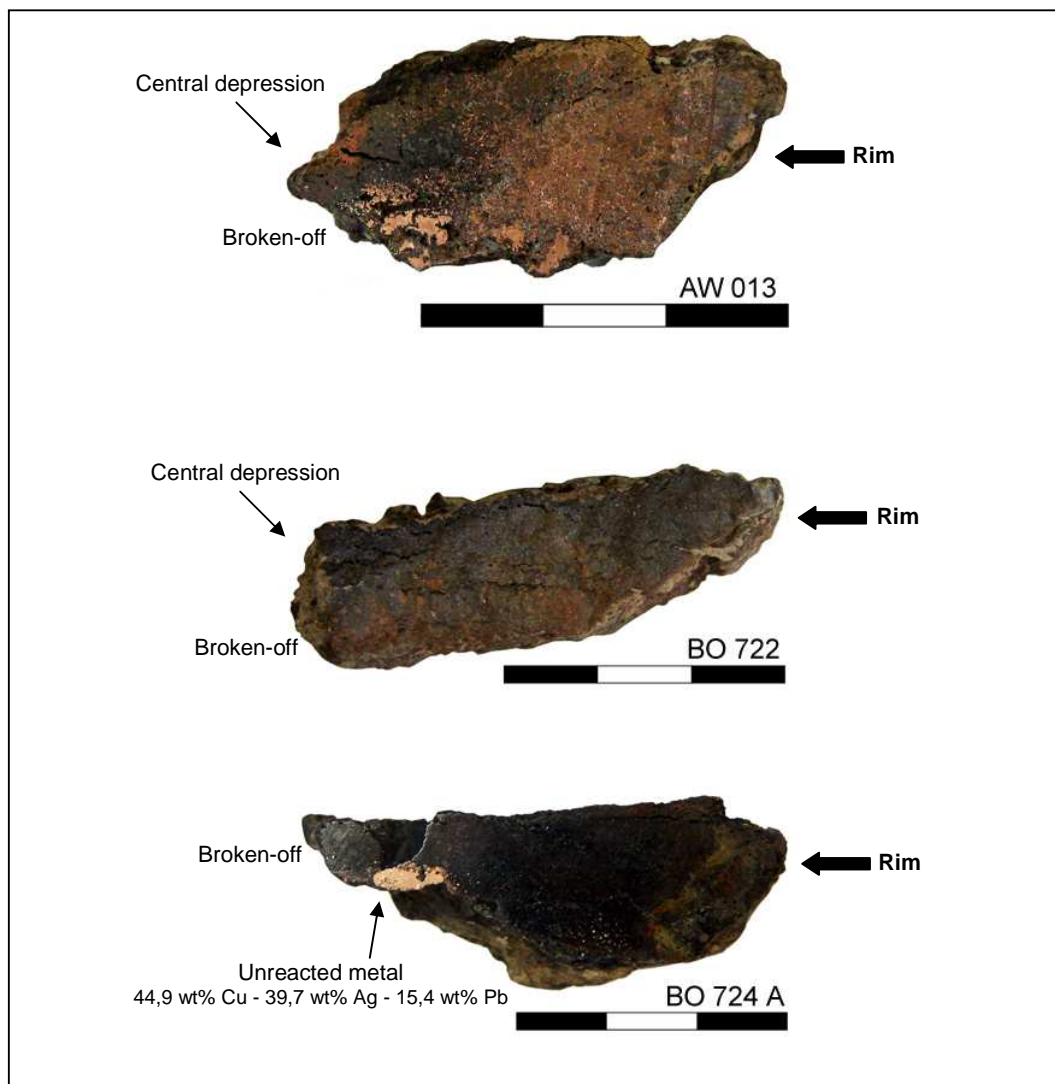 Central depression
Rim
Broken-off
AW 013
Central depression
Rim
Broken-off
BO 722
Broken-off
Rim
Unreacted metal
44,9 wt% Cu - 39,7 wt% Ag - 15,4 wt% Pb
BO 724 A